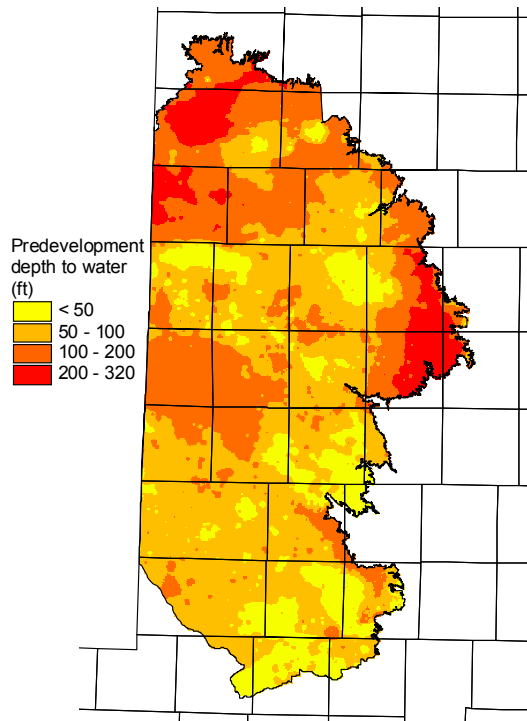 Predevelopment
depth to water
(ft)
< 50
50 - 100
100 - 200
200 - 320